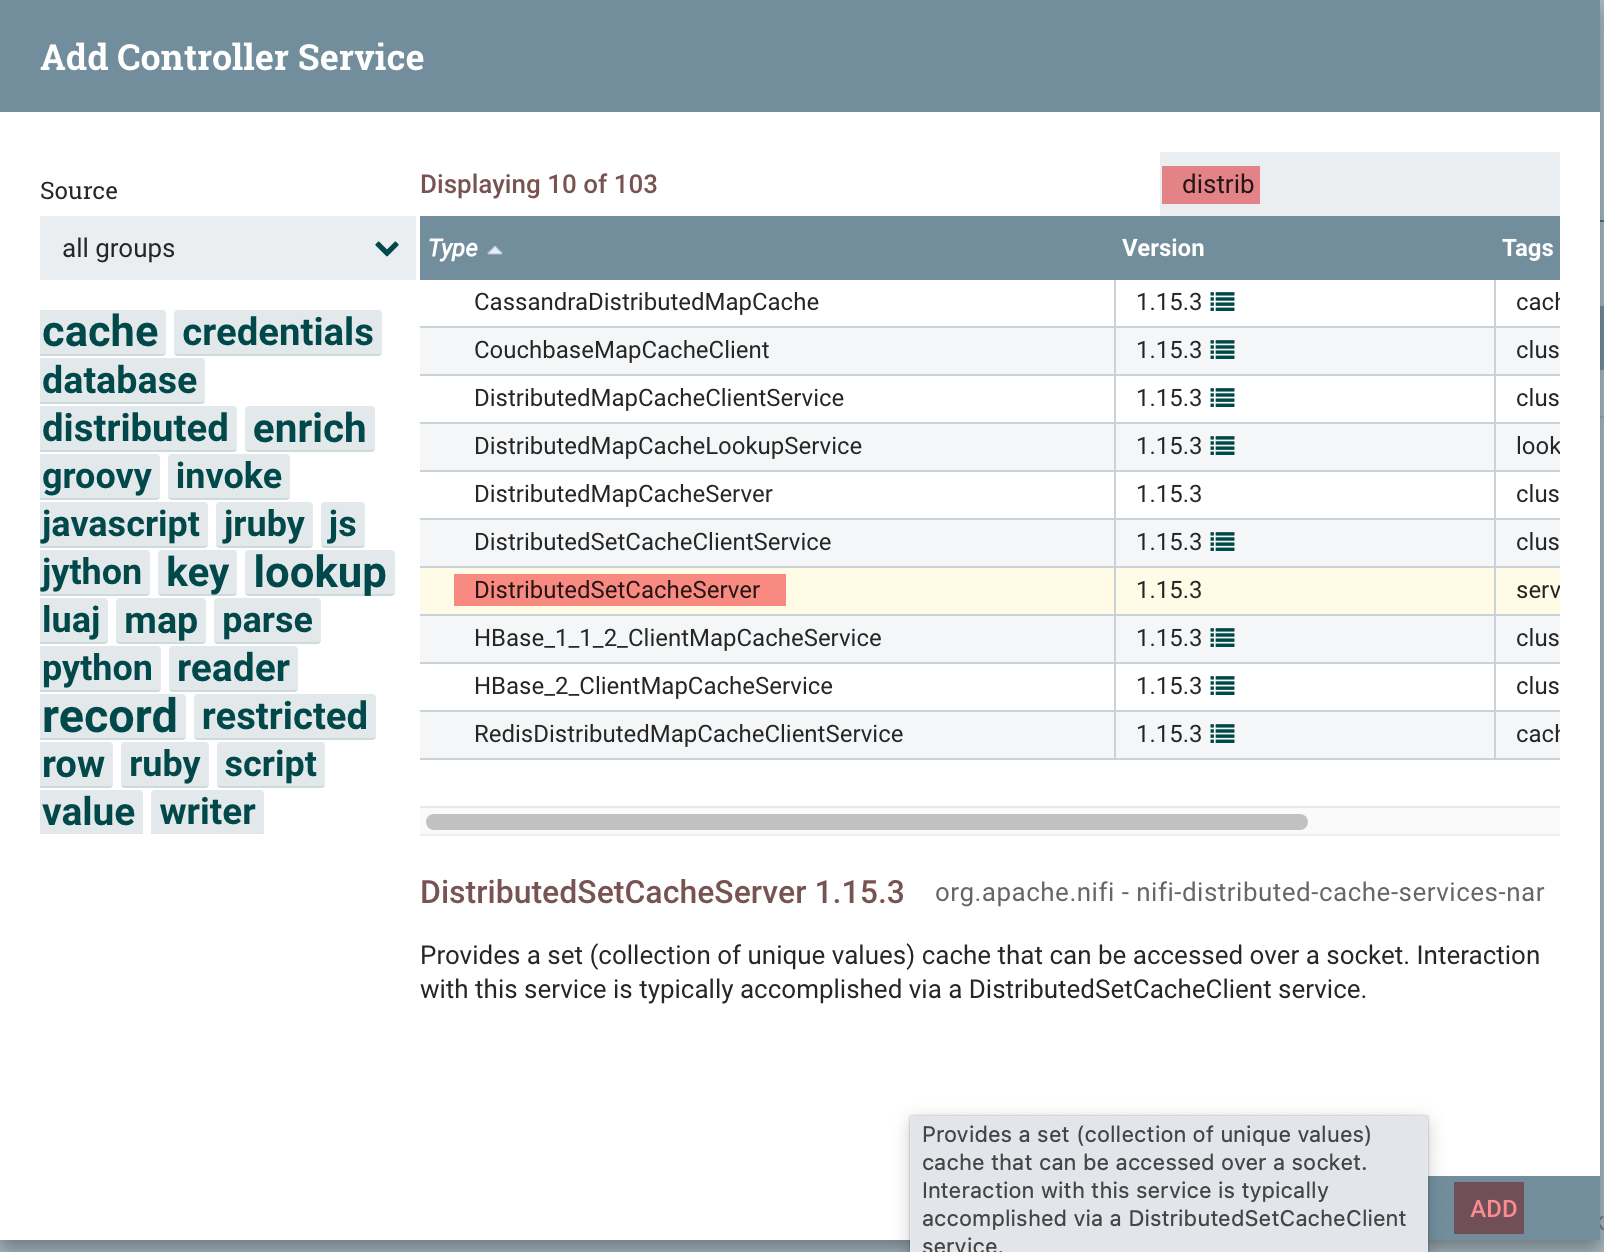 Add Controller Service
Source
all groups
cache credentials
database
distributed enrich
groovy invoke
javascript jruby js
jython key lookup
luaj map parse
python reader
record restricted
row ruby script
value writer
Displaying 10 of 103
distrib
Type Version Tags
CassandraDistributedMapCache 1.15.3 cach
CouchbaseMapCacheClient 1.15.3 clus
DistributedMapCacheClientService 1.15.3 clus
DistributedMapCacheLookupService 1.15.3 look
DistributedMapCacheServer 1.15.3 clus
DistributedSetCacheClientService 1.15.3 clus
DistributedSetCacheServer 1.15.3 serv
HBase_1_1_2_ClientMapCacheService 1.15.3 clus
HBase_2_ClientMapCacheService 1.15.3 clus
RedisDistributedMapCacheClientService 1.15.3 cach
DistributedSetCacheServer 1.15.3 org.apache.nifi - nifi-distributed-cache-services-nar
Provides a set (collection of unique values) cache that can be accessed over a socket. Interaction
with this service is typically accomplished via a DistributedSetCacheClient service.
Provides a set (collection of unique values)
cache that can be accessed over a socket.
Interaction with this service is typically
accomplished via a DistributedSetCacheClient
service.
ADD